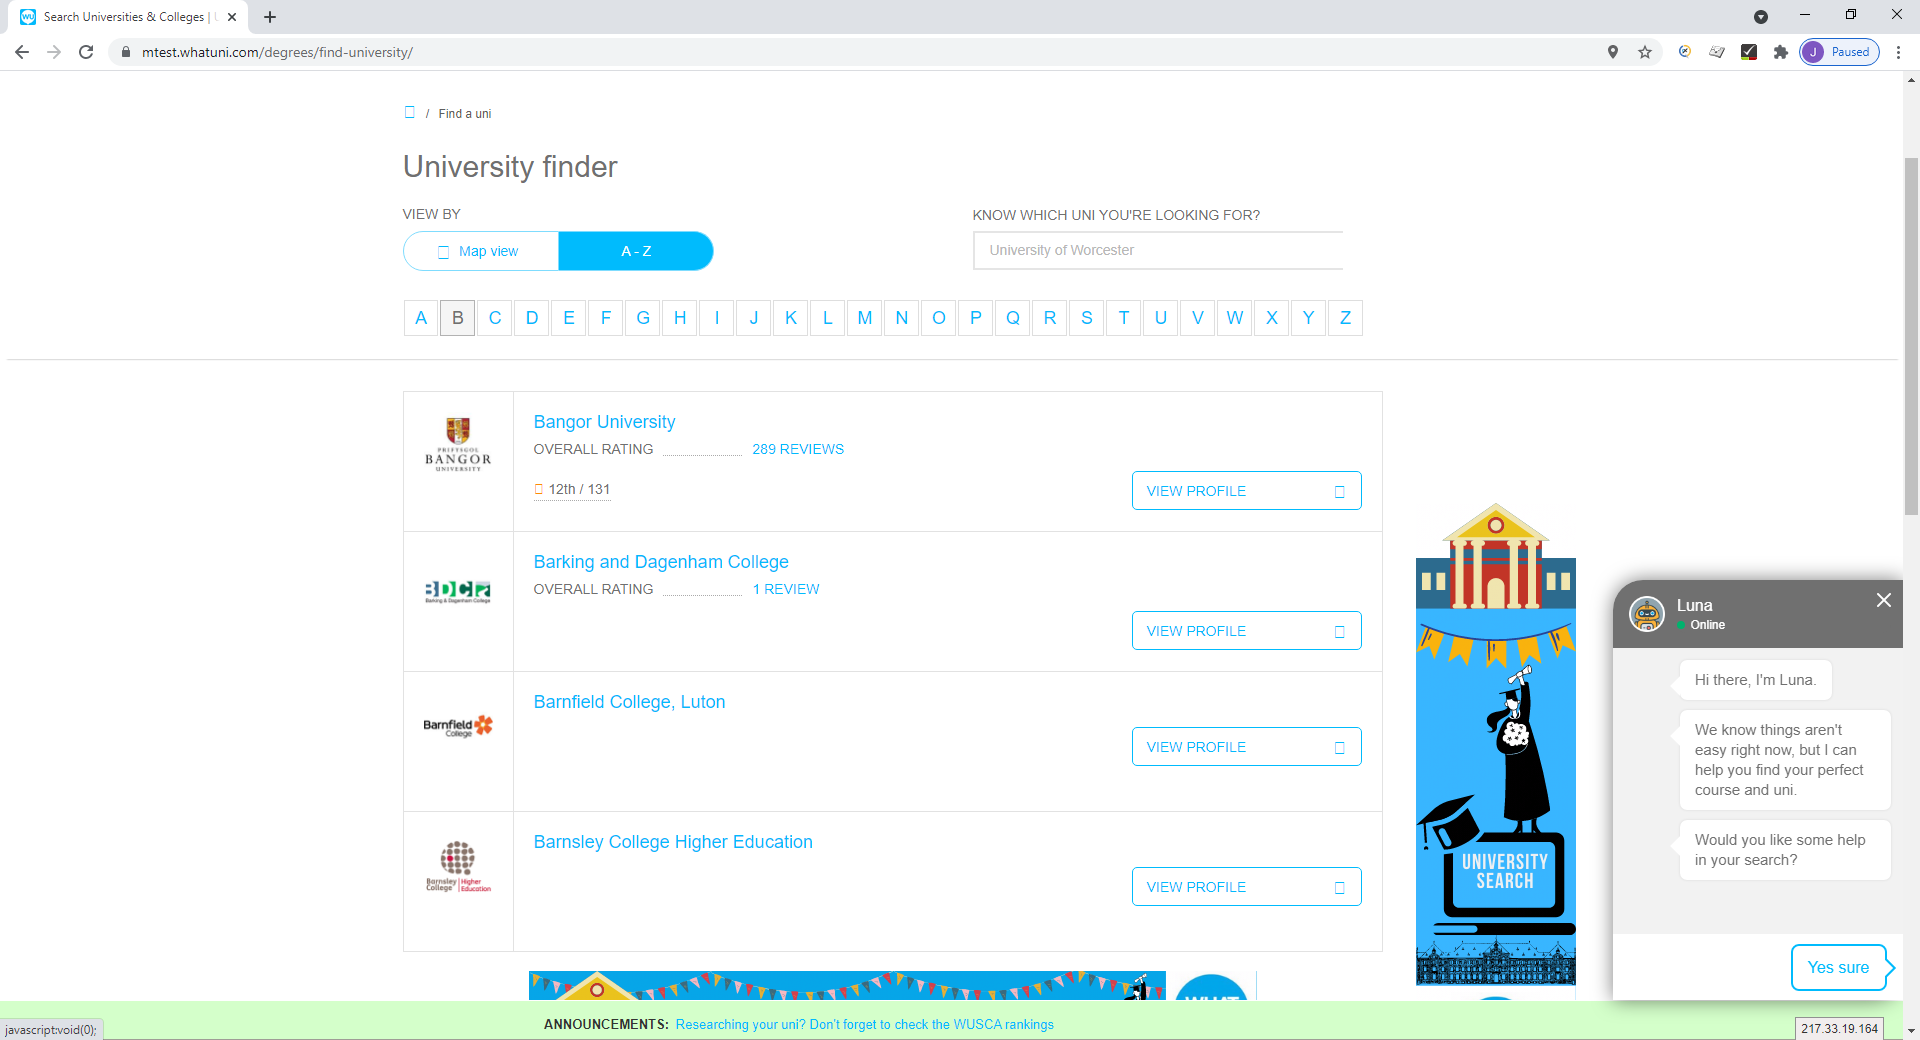 Search Universities & Colleges |
mtest.whatuni.com/degrees/find-university/
J Paused
/ Find a uni
University finder
VIEW BY
Map view
A - Z
KNOW WHICH UNI YOU'RE LOOKING FOR?
University of Worcester
A B C D E F G H I J K L M N O P Q R S T U V W X Y Z
PRIFYSGOL
BANGOR
UNIVERSITY
Bangor University
OVERALL RATING 289 REVIEWS
12th / 131
VIEW PROFILE
BDC
Barking & Dagenham College
Barking and Dagenham College
OVERALL RATING 1 REVIEW
VIEW PROFILE
Barnfield
College
Barnfield College, Luton
VIEW PROFILE
Barnsley Higher
College Education
Barnsley College Higher Education
VIEW PROFILE
UNIVERSITY
SEARCH
WHAT
Luna
Online
Hi there, I'm Luna.
We know things aren't
easy right now, but I can
help you find your perfect
course and uni.
Would you like some help
in your search?
Yes sure
ANNOUNCEMENTS: Researching your uni? Don't forget to check the WUSCA rankings
javascript:void(0);
217.33.19.164